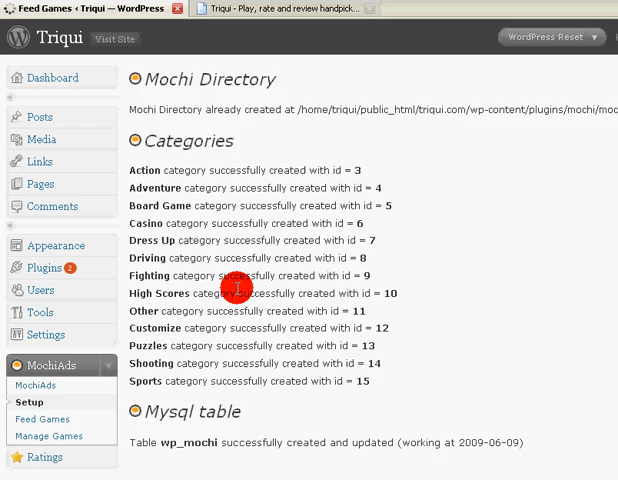 Feed Games ‹ Triqui — WordPress
Triqui - Play, rate and review handpick...
Triqui
Visit Site
WordPress Reset
Dashboard
Posts
Media
Links
Pages
Comments
Appearance
Plugins 2
Users
Tools
Settings
MochiAds
MochiAds
Setup
Feed Games
Manage Games
Ratings
Mochi Directory
Mochi Directory already created at /home/triqui/public_html/triqui.com/wp-content/plugins/mochi/moc
Categories
Action category successfully created with id = 3
Adventure category successfully created with id = 4
Board Game category successfully created with id = 5
Casino category successfully created with id = 6
Dress Up category successfully created with id = 7
Driving category successfully created with id = 8
Fighting category successfully created with id = 9
High Scores category successfully created with id = 10
Other category successfully created with id = 11
Customize category successfully created with id = 12
Puzzles category successfully created with id = 13
Shooting category successfully created with id = 14
Sports category successfully created with id = 15
Mysql table
Table wp_mochi successfully created and updated (working at 2009-06-09)